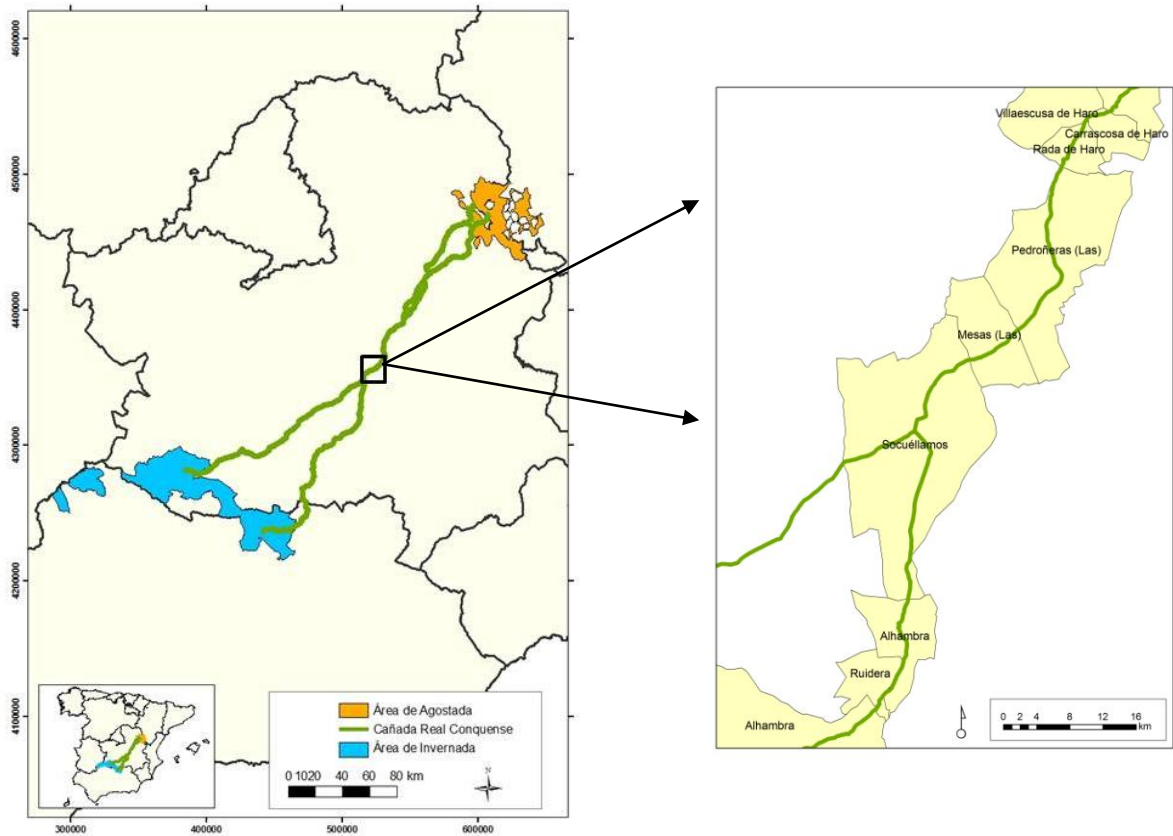 4600000
4500000
4400000
4300000
4200000
4100000
300000
400000
500000
600000
Área de Agostada
Cañada Real Conquense
Área de Invernada
0 1020 40 60 80 km
N
Villaescusa de Haro
Carrascosa de Haro
Rada de Haro
Pedroñeras (Las)
Mesas (Las)
Socuéllamos
Alhambra
Ruidera
Alhambra
0 2 4 8 12 16
km